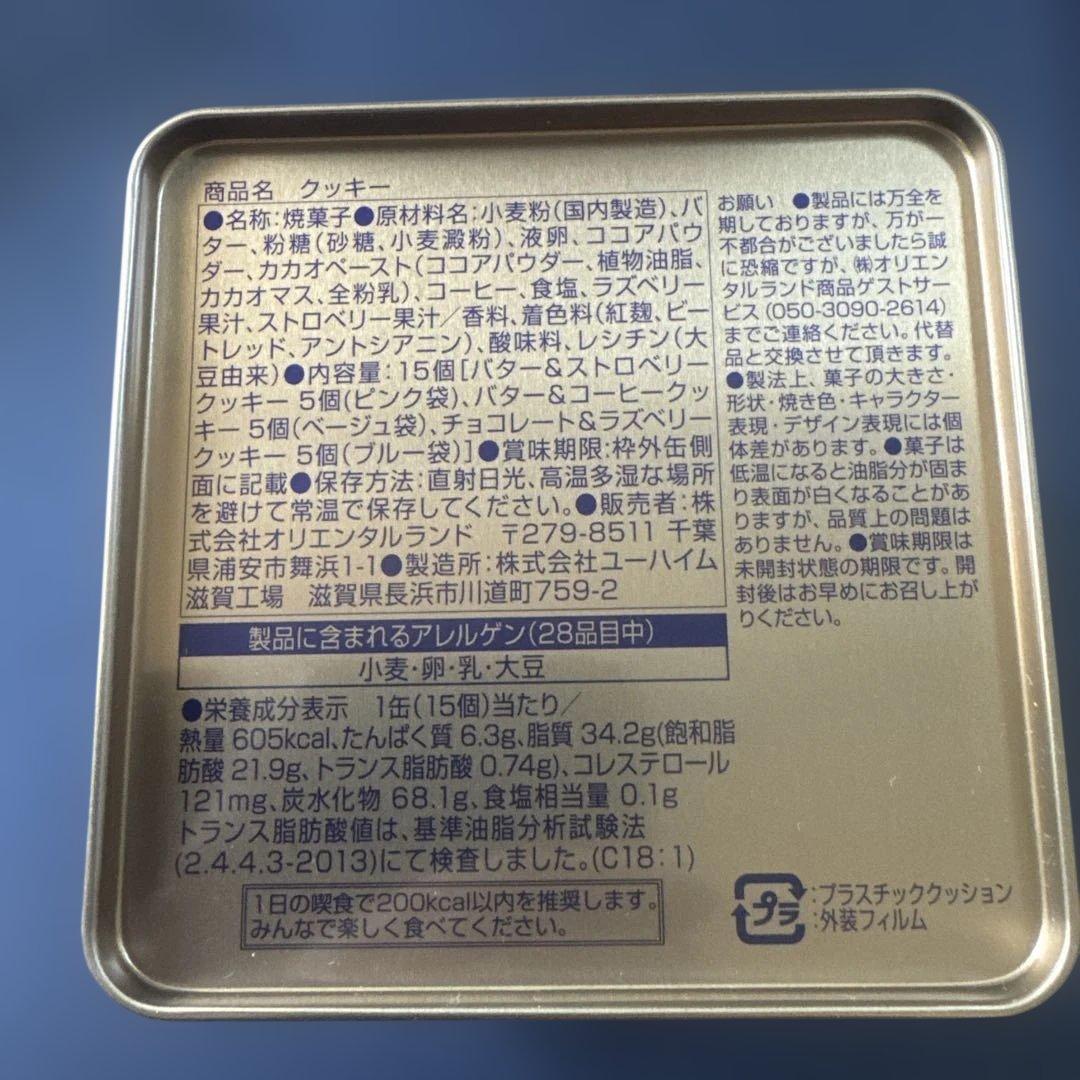 商品名 クッキー
●名称:焼菓子●原材料名:小麦粉(国内製造)、バ
ター、粉糖(砂糖、小麦澱粉)、液卵、ココアパウ
ダー、カカオペースト(ココアパウダー、植物油脂、
カカオマス、全粉乳)、コーヒー、食塩、ラズベリー
果汁、ストロベリー果汁/香料、着色料(紅麹、ビー
トレッド、アントシアニン)、酸味料、レシチン(大
豆由来)●内容量:15個[バター&ストロベリー
クッキー 5個(ピンク袋)、バター&コーヒークッ
キー 5個(ベージュ袋)、チョコレート&ラズベリー
クッキー 5個(ブルー袋)]●賞味期限:枠外缶側
面に記載●保存方法:直射日光、高温多湿な場所
を避けて常温で保存してください。●販売者:株
式会社オリエンタルランド 〒279-8511 千葉
県浦安市舞浜1-1●製造所:株式会社ユーハイム
滋賀工場 滋賀県長浜市川道町759-2
製品に含まれるアレルゲン(28品目中)
小麦・卵・乳・大豆
●栄養成分表示 1缶(15個)当たり/
熱量 605kcal、たんぱく質 6.3g、脂質 34.2g(飽和脂
肪酸 21.9g、トランス脂肪酸 0.74g)、コレステロール
121mg、炭水化物 68.1g、食塩相当量 0.1g
トランス脂肪酸値は、基準油脂分析試験法
(2.4.4.3-2013)にて検査しました。(C18:1)
1日の喫食で200kcal以内を推奨します。
みんなで楽しく食べてください。
お願い ●製品には万全を
期しておりますが、万が一
不都合がございましたら誠
に恐縮ですが、㈱オリエン
タルランド商品ゲストサー
ビス(050-3090-2614)
までご連絡ください。代替
品と交換させて頂きます。
●製法上、菓子の大きさ・
形状・焼き色・キャラクター
表現・デザイン表現には個
体差があります。●菓子は
低温になると油脂分が固ま
り表面が白くなることがあ
りますが、品質上の問題は
ありません。●賞味期限は
未開封状態の期限です。開
封後はお早めにお召し上が
りください。
プラ
:プラスチッククッション
:外装フィルム